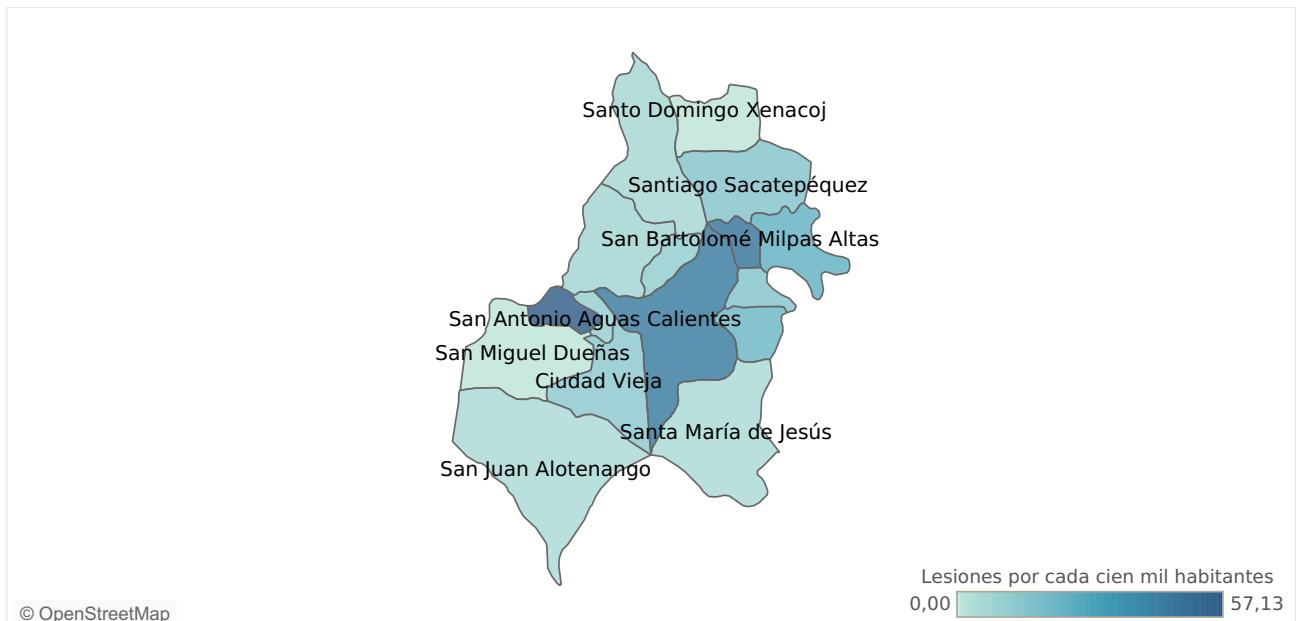 Santo Domingo Xenacoj
Santiago Sacatepéquez
San Bartolomé Milpas Altas
San Antonio Aguas Calientes
San Miguel Dueñas
Ciudad Vieja
Santa María de Jesús
San Juan Alotenango
Lesiones por cada cien mil habitantes
0,00 57,13
© OpenStreetMap